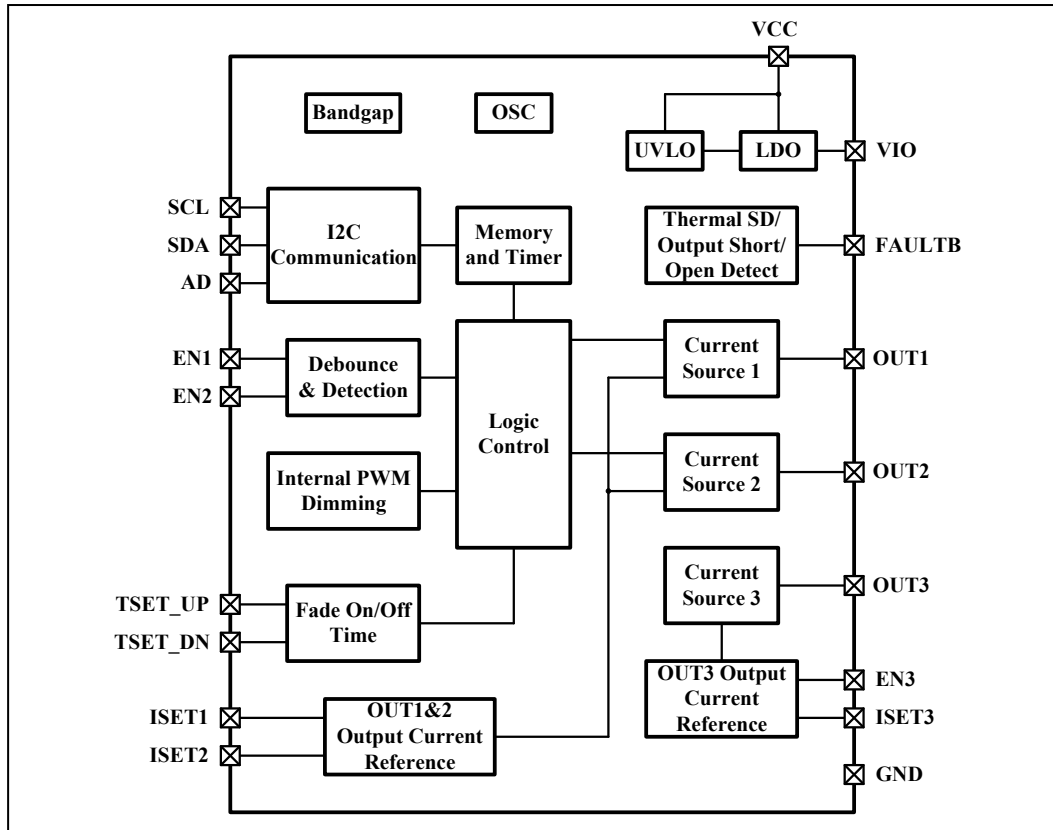 VCC
Bandgap
OSC
UVLO
LDO
VIO
SCL
SDA
AD
I2C
Communication
Memory
and Timer
Thermal SD/
Output Short/
Open Detect
FAULTB
EN1
EN2
Debounce
& Detection
Logic
Control
Current
Source 1
OUT1
Internal PWM
Dimming
Current
Source 2
OUT2
TSET_UP
TSET_DN
Fade On/Off
Time
Current
Source 3
OUT3
ISET1
ISET2
OUT1&2
Output Current
Reference
OUT3 Output
Current
Reference
EN3
ISET3
GND